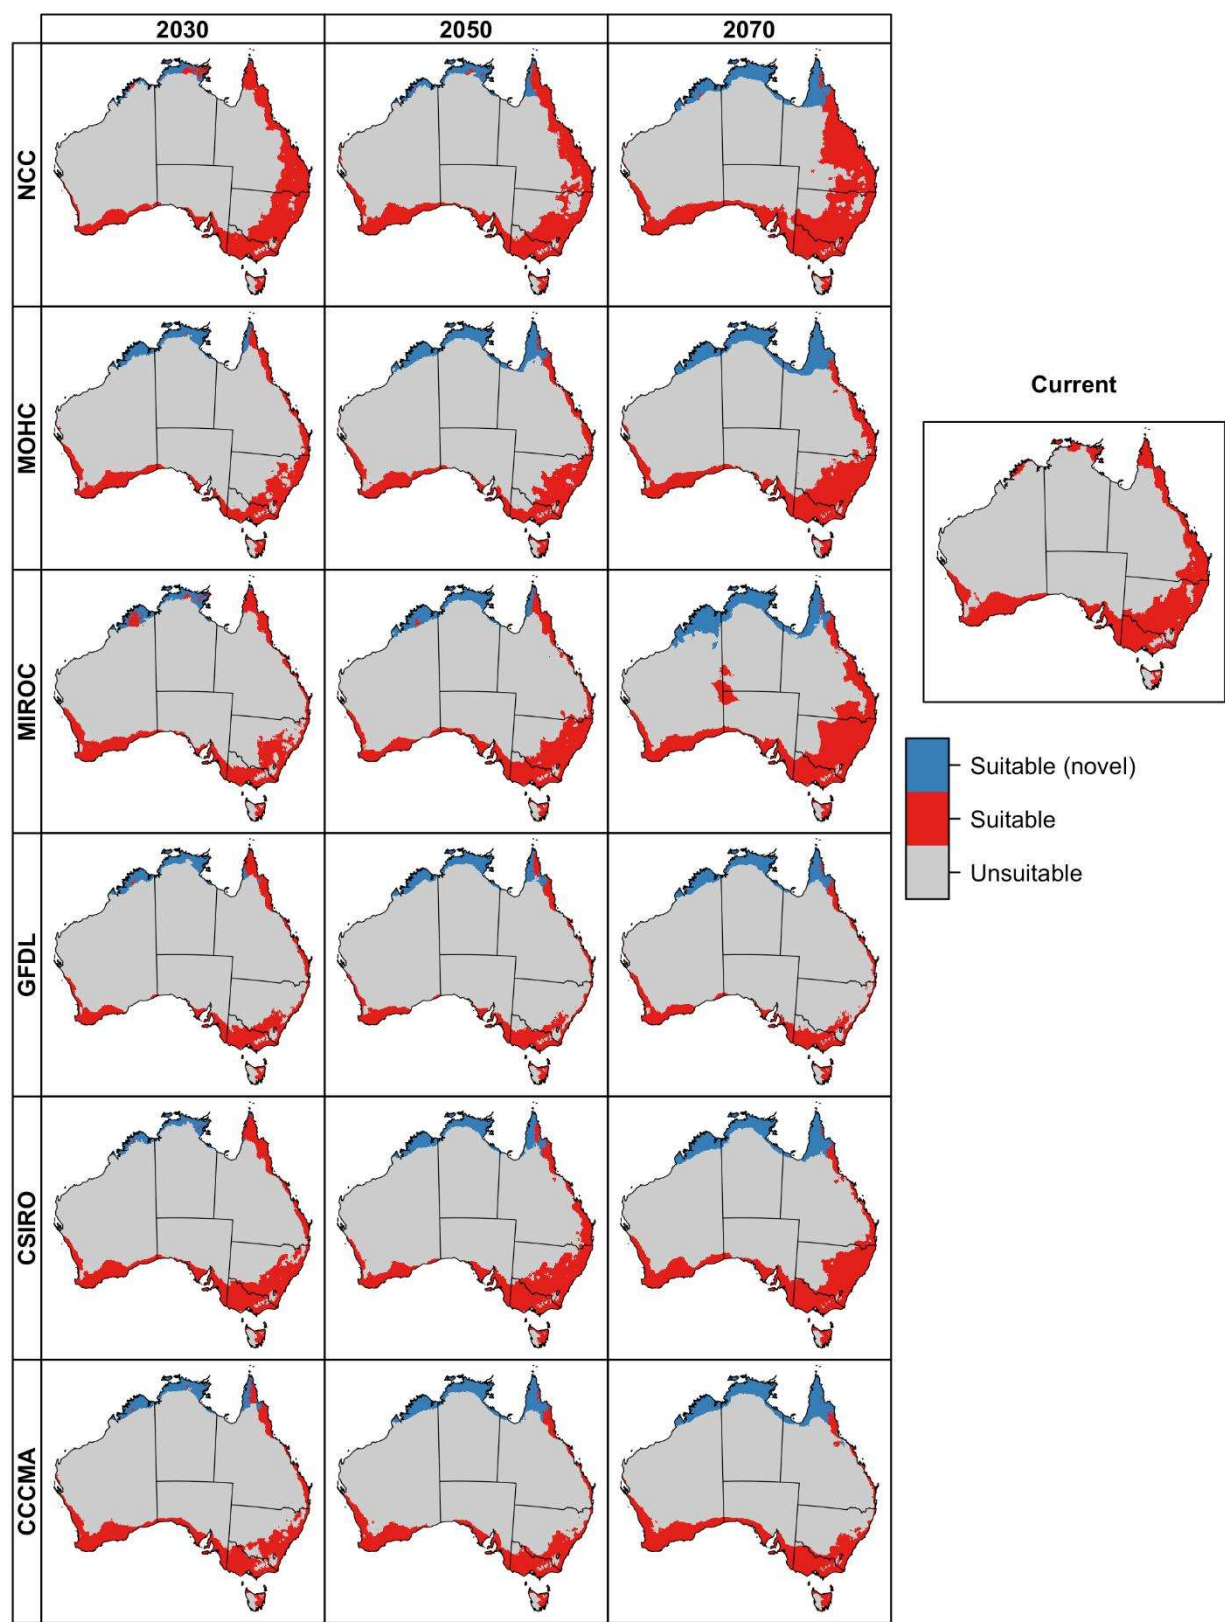 2030
2050
2070
NCC
MOHC
Current
MIROC
Suitable (novel)
Suitable
Unsuitable
GFDL
CSIRO
CCCMA